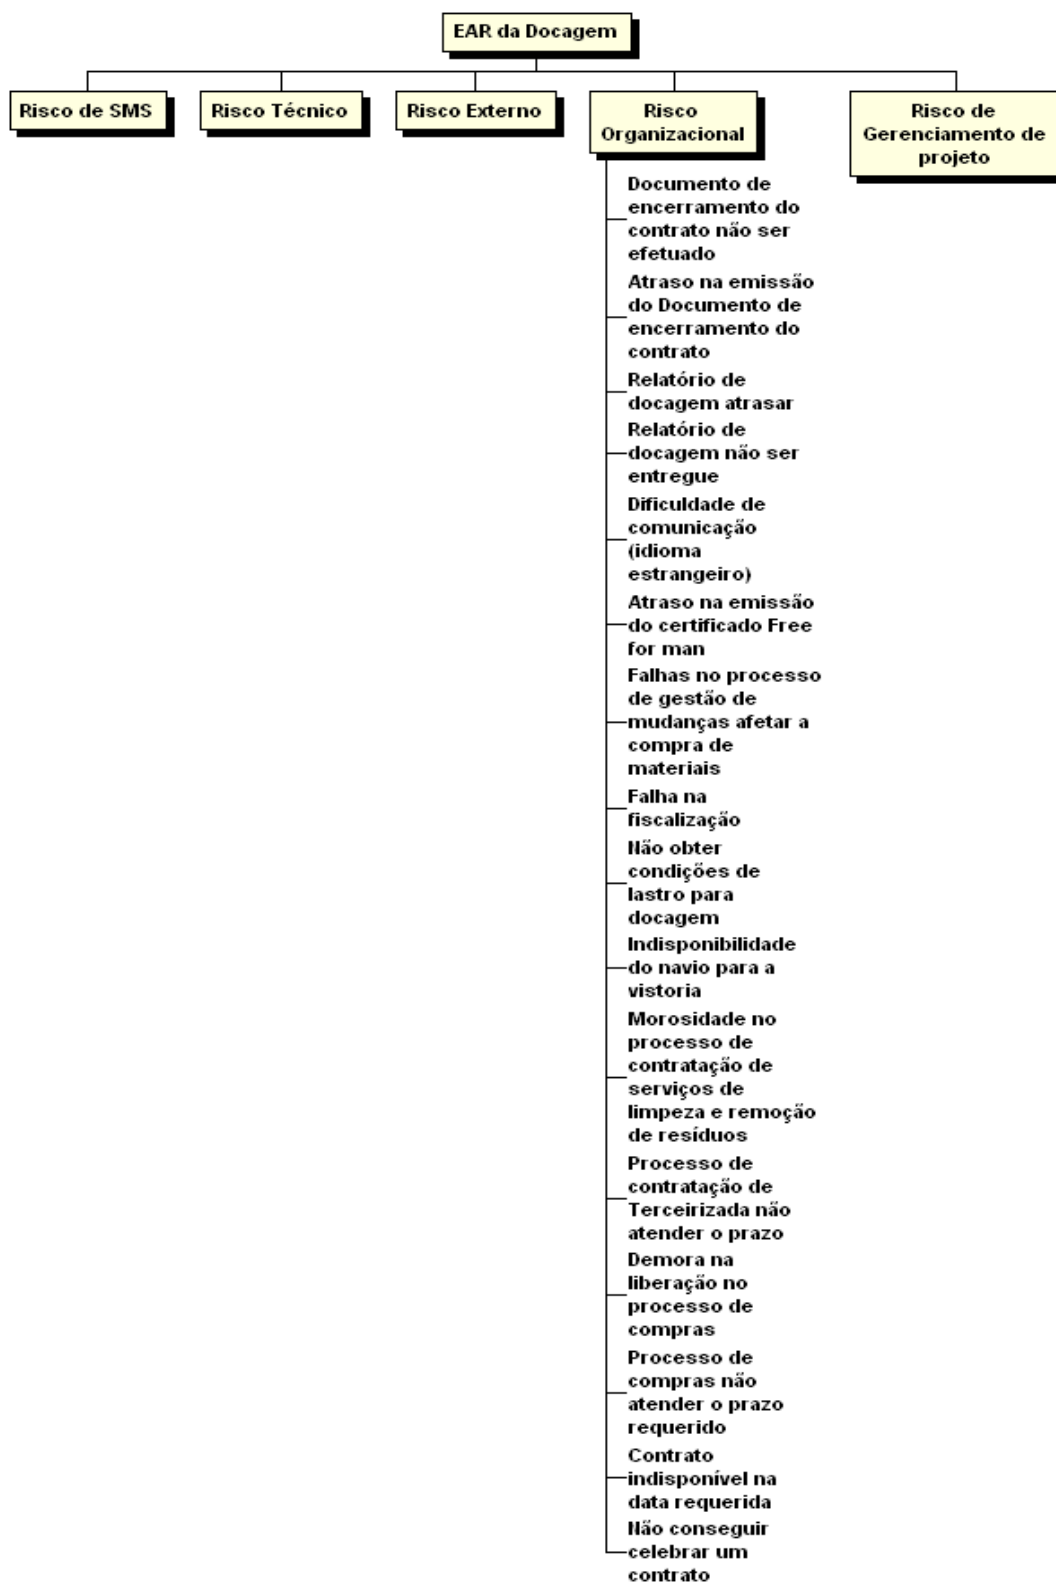 EAR da Docagem
Risco de SMS
Risco Técnico
Risco Externo
Risco
Organizacional
Risco de
Gerenciamento de
projeto
Documento de
encerramento do
contrato não ser
efetuado
Atraso na emissão
do Documento de
encerramento do
contrato
Relatório de
docagem atrasar
Relatório de
docagem não ser
entregue
Dificuldade de
comunicação
(idioma
estrangeiro)
Atraso na emissão
do certificado Free
for man
Falhas no processo
de gestão de
mudanças afetar a
compra de
materiais
Falha na
fiscalização
Não obter
condições de
lastro para
docagem
Indisponibilidade
do navio para a
vistoria
Morosidade no
processo de
contratação de
serviços de
limpeza e remoção
de resíduos
Processo de
contratação de
Terceirizada não
atender o prazo
Demora na
liberação no
processo de
compras
Processo de
compras não
atender o prazo
requerido
Contrato
indisponível na
data requerida
Não conseguir
celebrar um
contrato